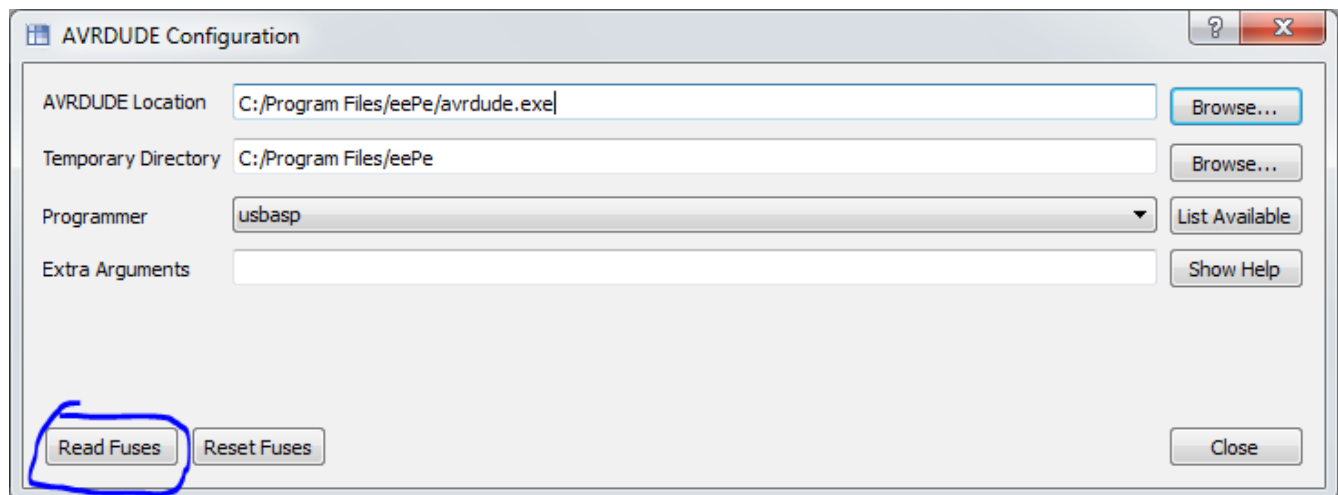 AVRDUDE Configuration
?
X
AVRDUDE Location C:/Program Files/eePe/avrdude.exe Browse...
Temporary Directory C:/Program Files/eePe Browse...
Programmer usbasp List Available
Extra Arguments Show Help
Read Fuses Reset Fuses Close